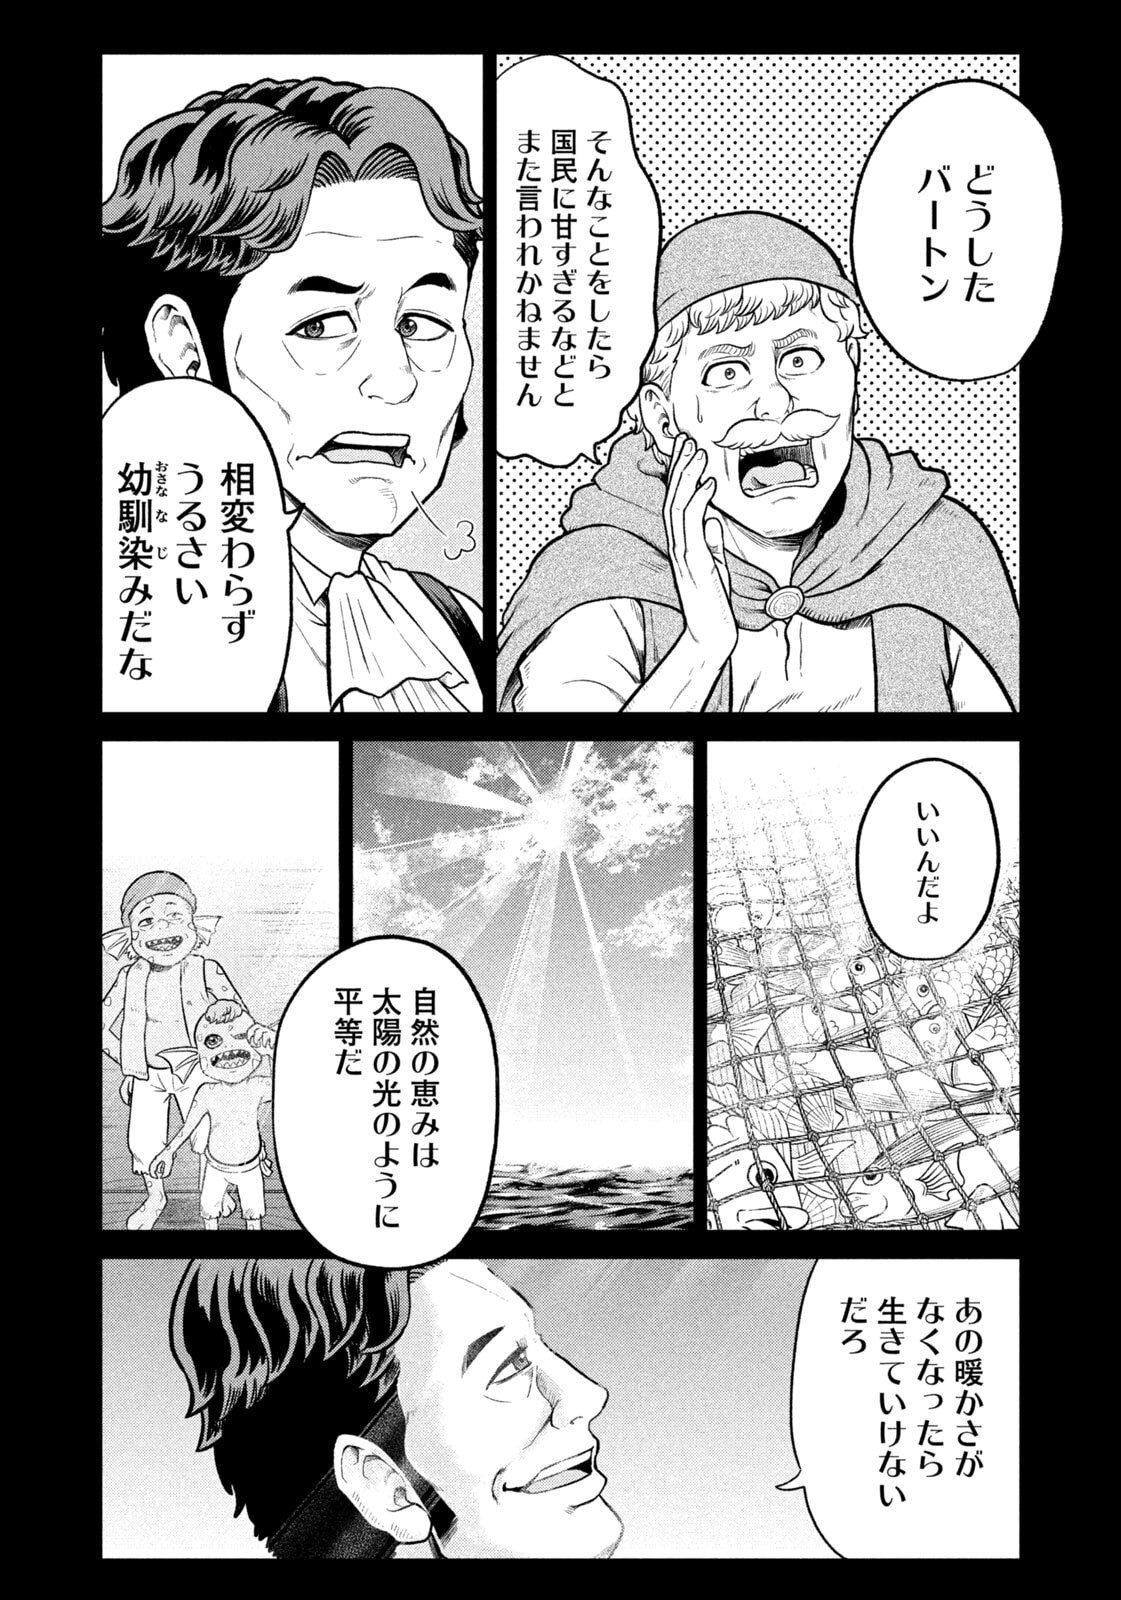 どうした
バートン
そんなことをしたら
国民に甘すぎるなどと
また言われかねません
相変わらず
うるさい
幼馴染みだな
おさななじ
いいんだよ
自然の恵みは
太陽の光のように
平等だ
あの暖かさが
なくなったら
生きていけない
だろ